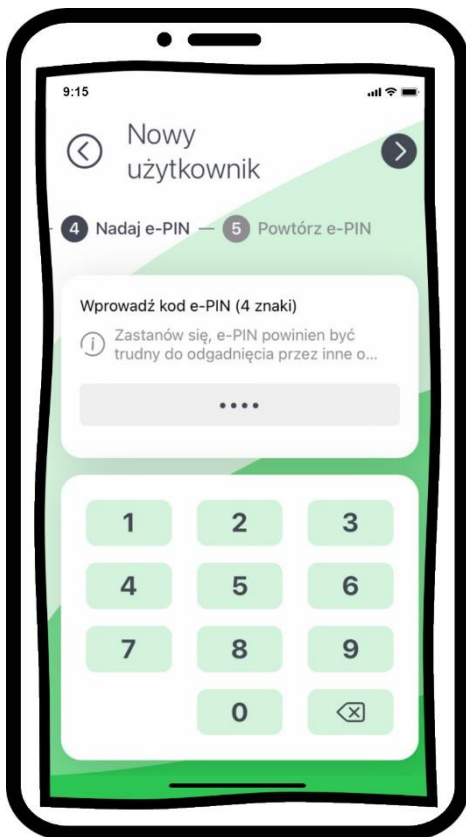 9:15
Nowy
użytkownik
4 Nadaj e-PIN — 5 Powtórz e-PIN
Wprowadź kod e-PIN (4 znaki)
Zastanów się, e-PIN powinien być
trudny do odgadnięcia przez inne o...
••••
1 2 3
4 5 6
7 8 9
0